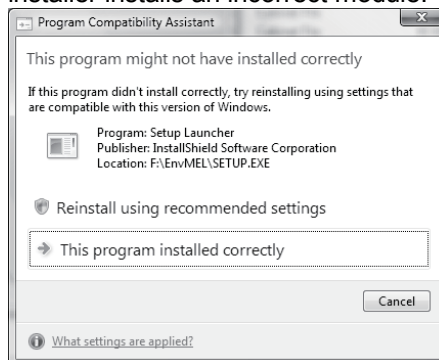 installer installs an incorrect module.
Program Compatibility Assistant
This program might not have installed correctly
If this program didn't install correctly, try reinstalling using settings that
are compatible with this version of Windows.
Program: Setup Launcher
Publisher: InstallShield Software Corporation
Location: F:\EnvMEL\SETUP.EXE
Reinstall using recommended settings
This program installed correctly
Cancel
What settings are applied?